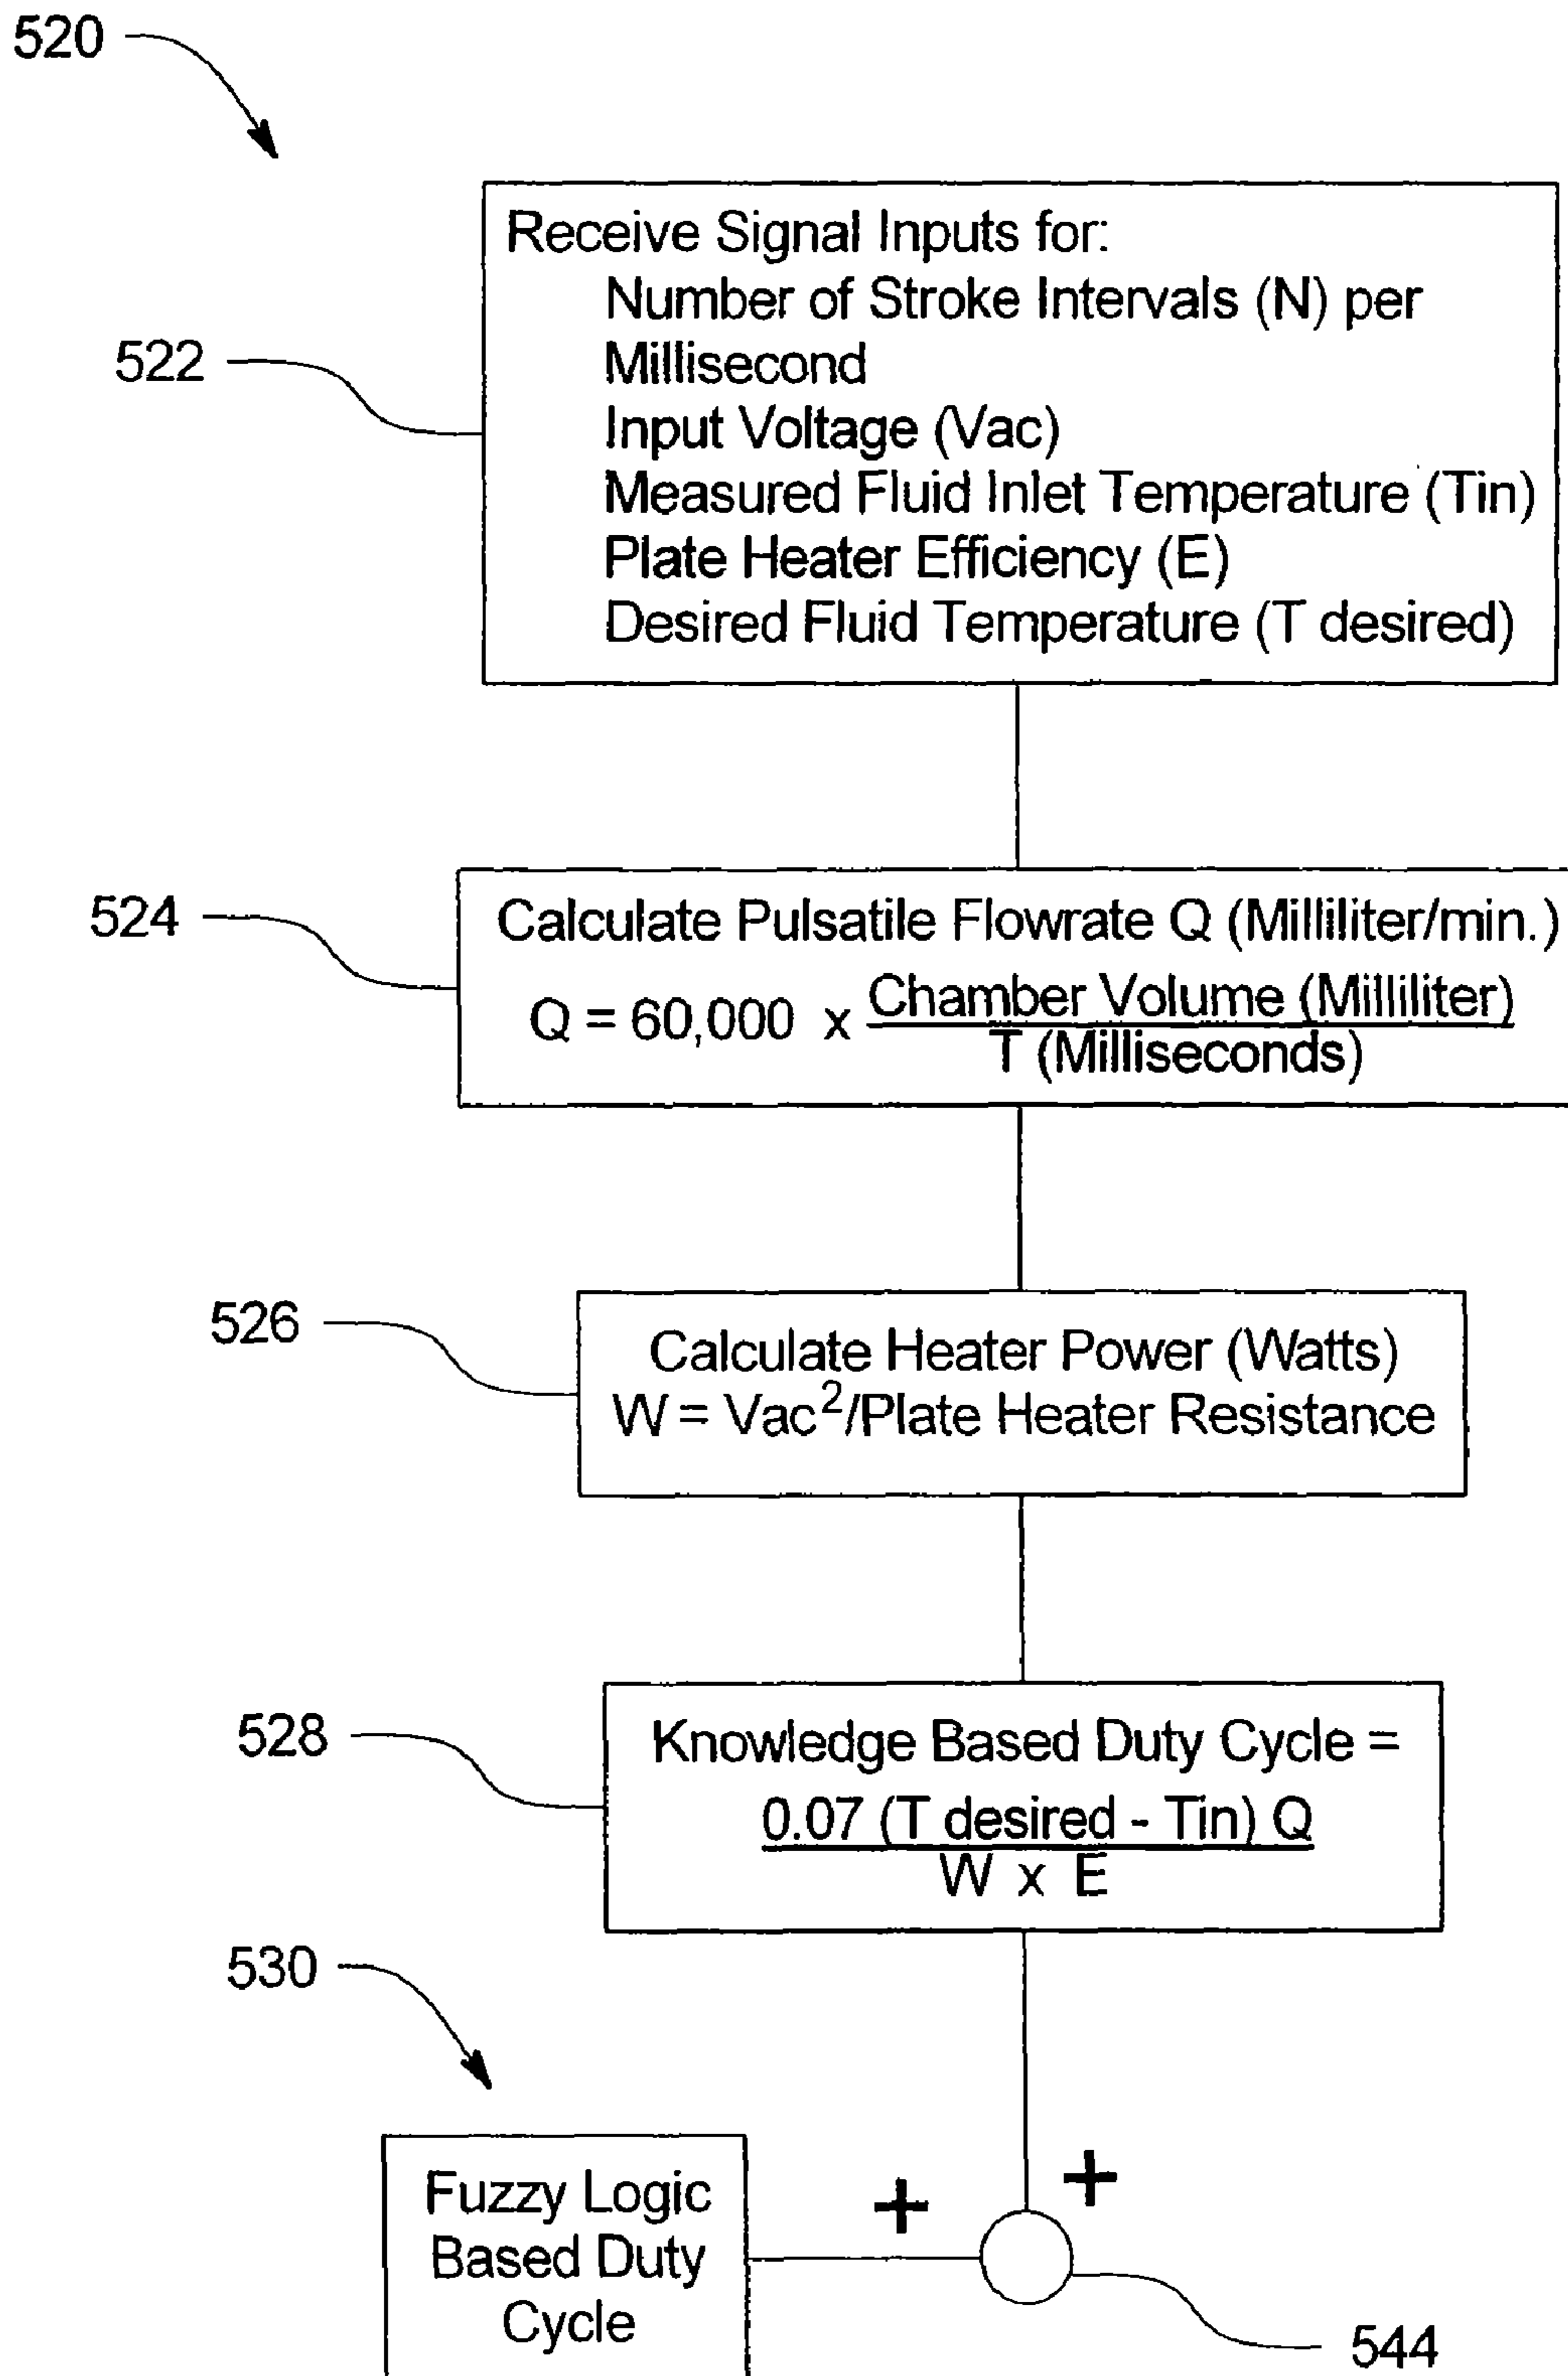 520
Receive Signal Inputs for:
Number of Stroke Intervals (N) per
Millisecond
522
Input Voltage (Vac)
Measured Fluid Inlet Temperature (Tin)
Plate Heater Efficiency (E)
Desired Fluid Temperature (T desired)
524
Calculate Pulsatile Flowrate Q (Milliliter/min.)
Q = 60,000 x Chamber Volume (Milliliter)
T (Milliseconds)
526
Calculate Heater Power (Watts)
W = Vac²/Plate Heater Resistance
528
Knowledge Based Duty Cycle =
0.07 (T desired - Tin) Q
W x E
530
Fuzzy Logic
Based Duty
Cycle
+
+
544